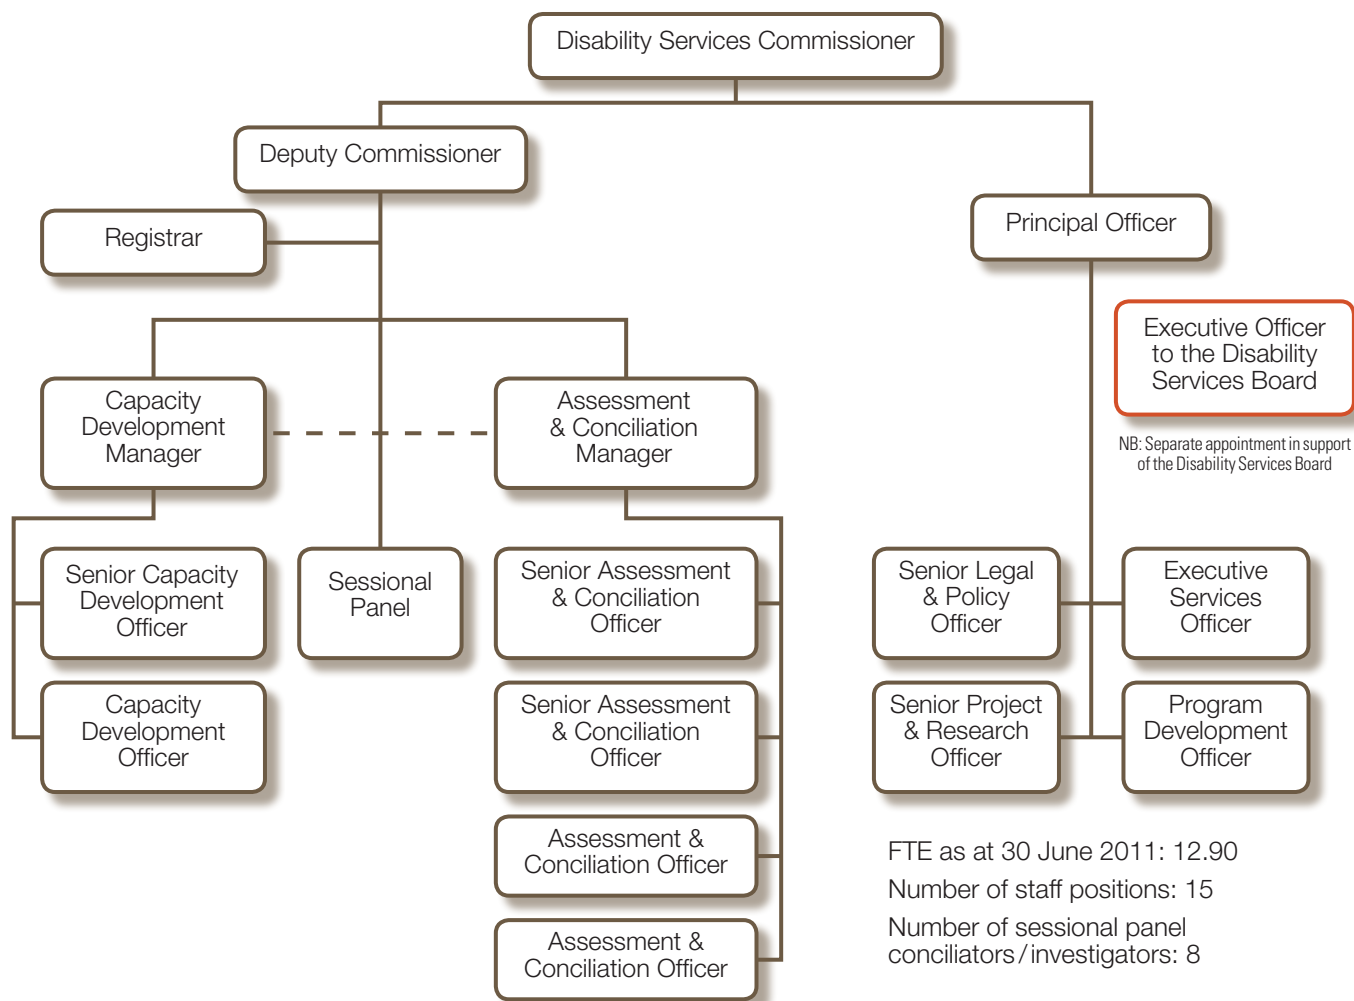 Disability Services Commissioner
Deputy Commissioner
Registrar
Principal Officer
Executive Officer
to the Disability
Services Board
NB: Separate appointment in support
of the Disability Services Board
Capacity
Development
Manager
Assessment
& Conciliation
Manager
Senior Capacity
Development
Officer
Capacity
Development
Officer
Sessional
Panel
Senior Assessment
& Conciliation
Officer
Senior Assessment
& Conciliation
Officer
Assessment &
Conciliation Officer
Assessment &
Conciliation Officer
Senior Legal
& Policy
Officer
Executive
Services
Officer
Senior Project
& Research
Officer
Program
Development
Officer
FTE as at 30 June 2011: 12.90
Number of staff positions: 15
Number of sessional panel
conciliators/investigators: 8